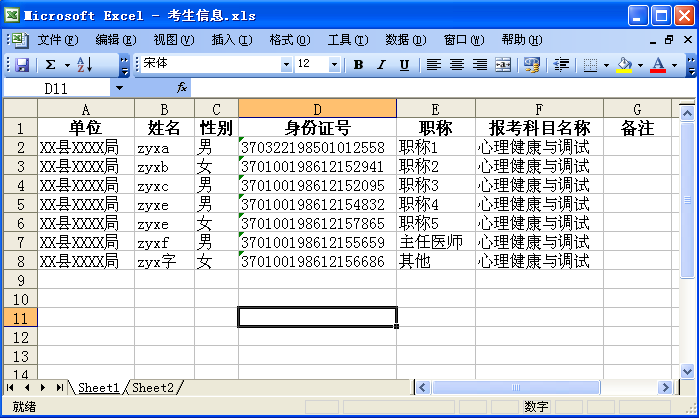 Microsoft Excel - 考生信息.xls
文件(F) 编辑(E) 视图(V) 插入(I) 格式(O) 工具(T) 数据(D) 窗口(W) 帮助(H)
Σ 宋体 12 B I U A
D11 fx
A B C D E F G
1 单位 姓名 性别 身份证号 职称 报考科目名称 备注
2 XX县XXXX局 zyxa 男 370322198501012558 职称1 心理健康与调试
3 XX县XXXX局 zyxb 女 370100198612152941 职称2 心理健康与调试
4 XX县XXXX局 zyxc 男 370100198612152095 职称3 心理健康与调试
5 XX县XXXX局 zyxe 男 370100198612154832 职称4 心理健康与调试
6 XX县XXXX局 zyxe 女 370100198612157865 职称5 心理健康与调试
7 XX县XXXX局 zyxf 男 370100198612155659 主任医师 心理健康与调试
8 XX县XXXX局 zyx字 女 370100198612156686 其他 心理健康与调试
9
10
11
12
13
14
Sheet1 Sheet2
就绪 数字